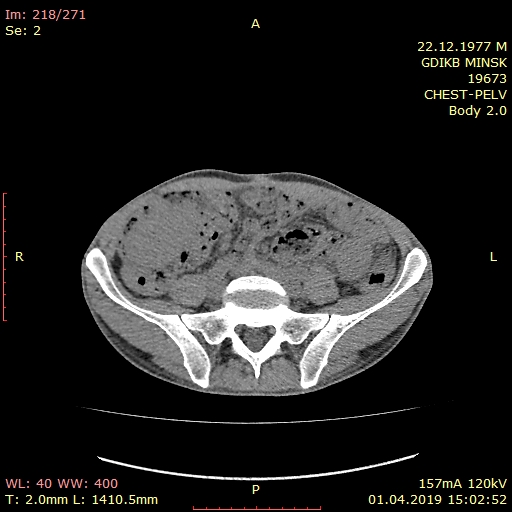 Im: 218/271
Se: 2
A
22.12.1977 M
GDIKB MINSK
19673
CHEST-PELV
Body 2.0
R
L
WL: 40 WW: 400
T: 2.0mm L: 1410.5mm
P
157mA 120kV
01.04.2019 15:02:52